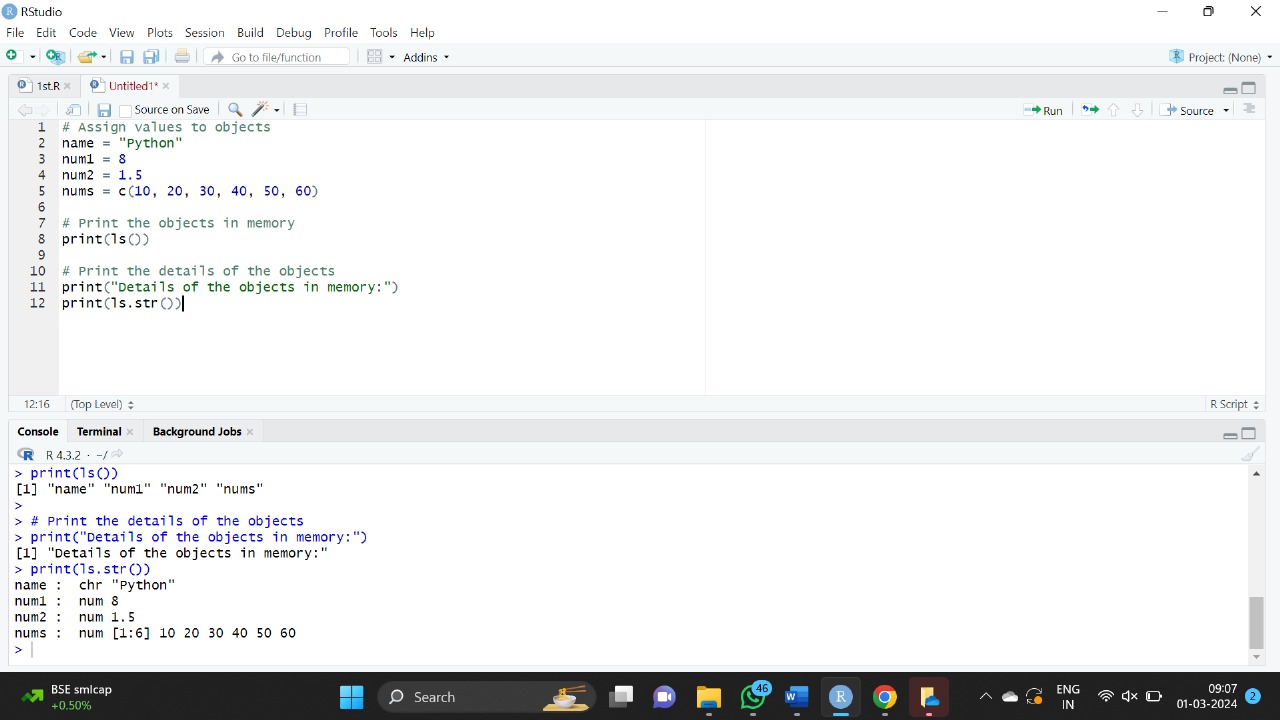 RStudio
File Edit Code View Plots Session Build Debug Profile Tools Help
Go to file/function Addins Project: (None)
1st.R Untitled1*
Source on Save Run Source
1 # Assign values to objects
2 name = "Python"
3 num1 = 8
4 num2 = 1.5
5 nums = c(10, 20, 30, 40, 50, 60)
6
7 # Print the objects in memory
8 print(ls())
9
10 # Print the details of the objects
11 print("Details of the objects in memory:")
12 print(ls.str())
12:16 (Top Level) R Script
Console Terminal Background Jobs
R 4.3.2 · ~/
> print(ls())
[1] "name" "num1" "num2" "nums"
>
> # Print the details of the objects
> print("Details of the objects in memory:")
[1] "Details of the objects in memory:"
> print(ls.str())
name :  chr "Python"
num1 :  num 8
num2 :  num 1.5
nums :  num [1:6] 10 20 30 40 50 60
>
BSE smlcap
+0.50%
Search
46
ENG
IN
09:07
01-03-2024
2